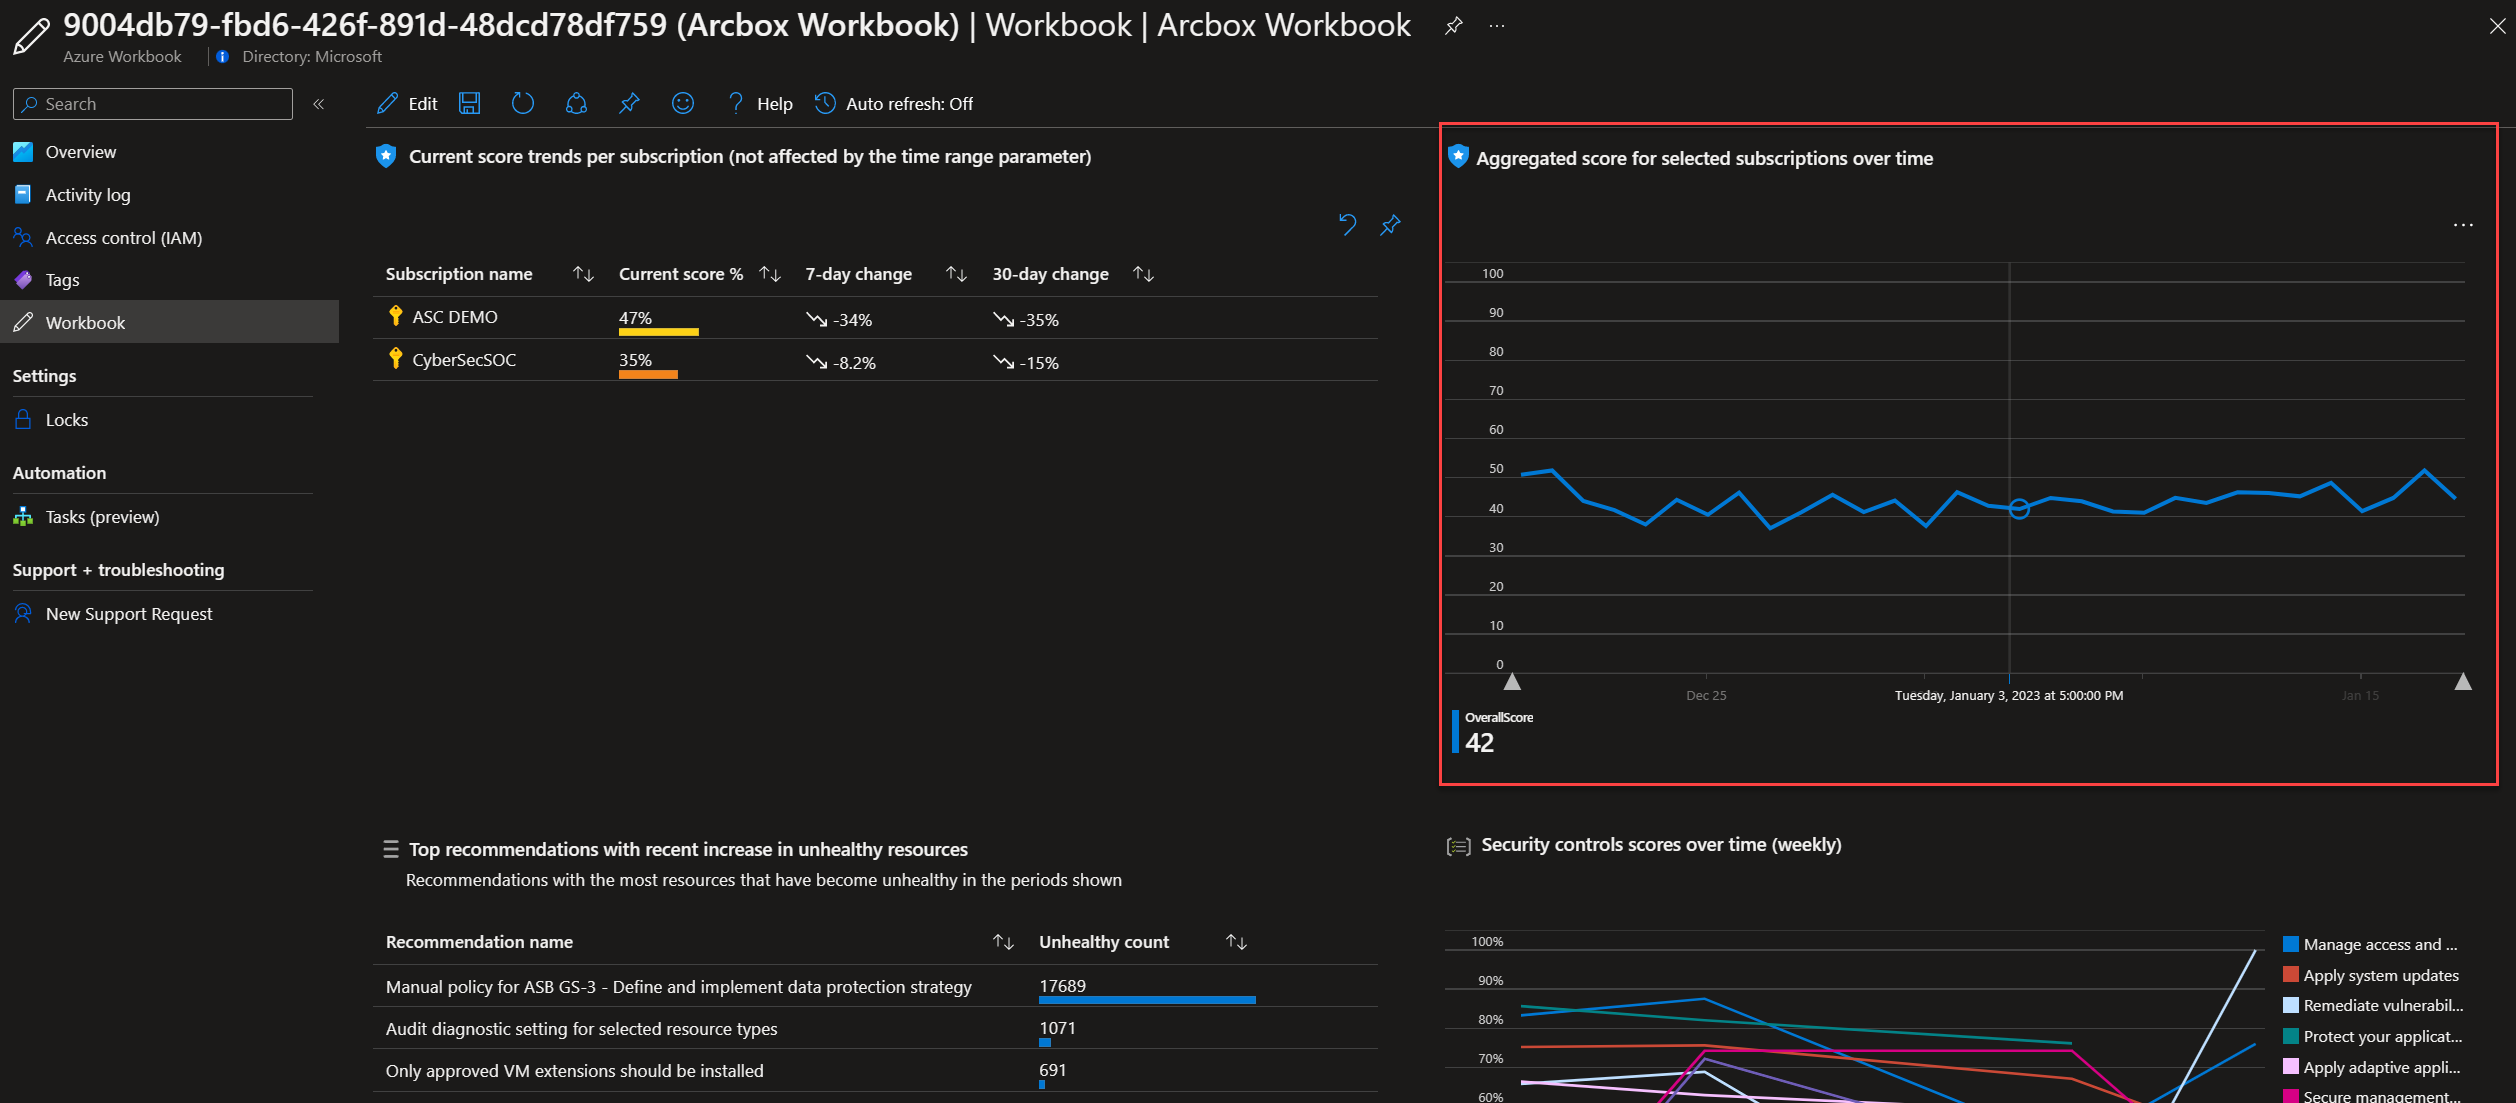 9004db79-fbd6-426f-891d-48dcd78df759 (Arcbox Workbook) | Workbook | Arcbox Workbook
Azure Workbook
Directory: Microsoft
Search
Overview
Activity log
Access control (IAM)
Tags
Workbook
Settings
Locks
Automation
Tasks (preview)
Support + troubleshooting
New Support Request
Edit
Help
Auto refresh: Off
Current score trends per subscription (not affected by the time range parameter)
Subscription name Current score % 7-day change 30-day change
ASC DEMO 47% -34% -35%
CyberSecSOC 35% -8.2% -15%
Aggregated score for selected subscriptions over time
100
90
80
70
60
50
40
30
20
10
0
Dec 25 Tuesday, January 3, 2023 at 5:00:00 PM Jan 15
OverallScore
42
Top recommendations with recent increase in unhealthy resources
Recommendations with the most resources that have become unhealthy in the periods shown
Recommendation name Unhealthy count
Manual policy for ASB GS-3 - Define and implement data protection strategy 17689
Audit diagnostic setting for selected resource types 1071
Only approved VM extensions should be installed 691
Security controls scores over time (weekly)
100%
90%
80%
70%
60%
Manage access and ...
Apply system updates
Remediate vulnerabil...
Protect your applicat...
Apply adaptive appli...
Secure management...